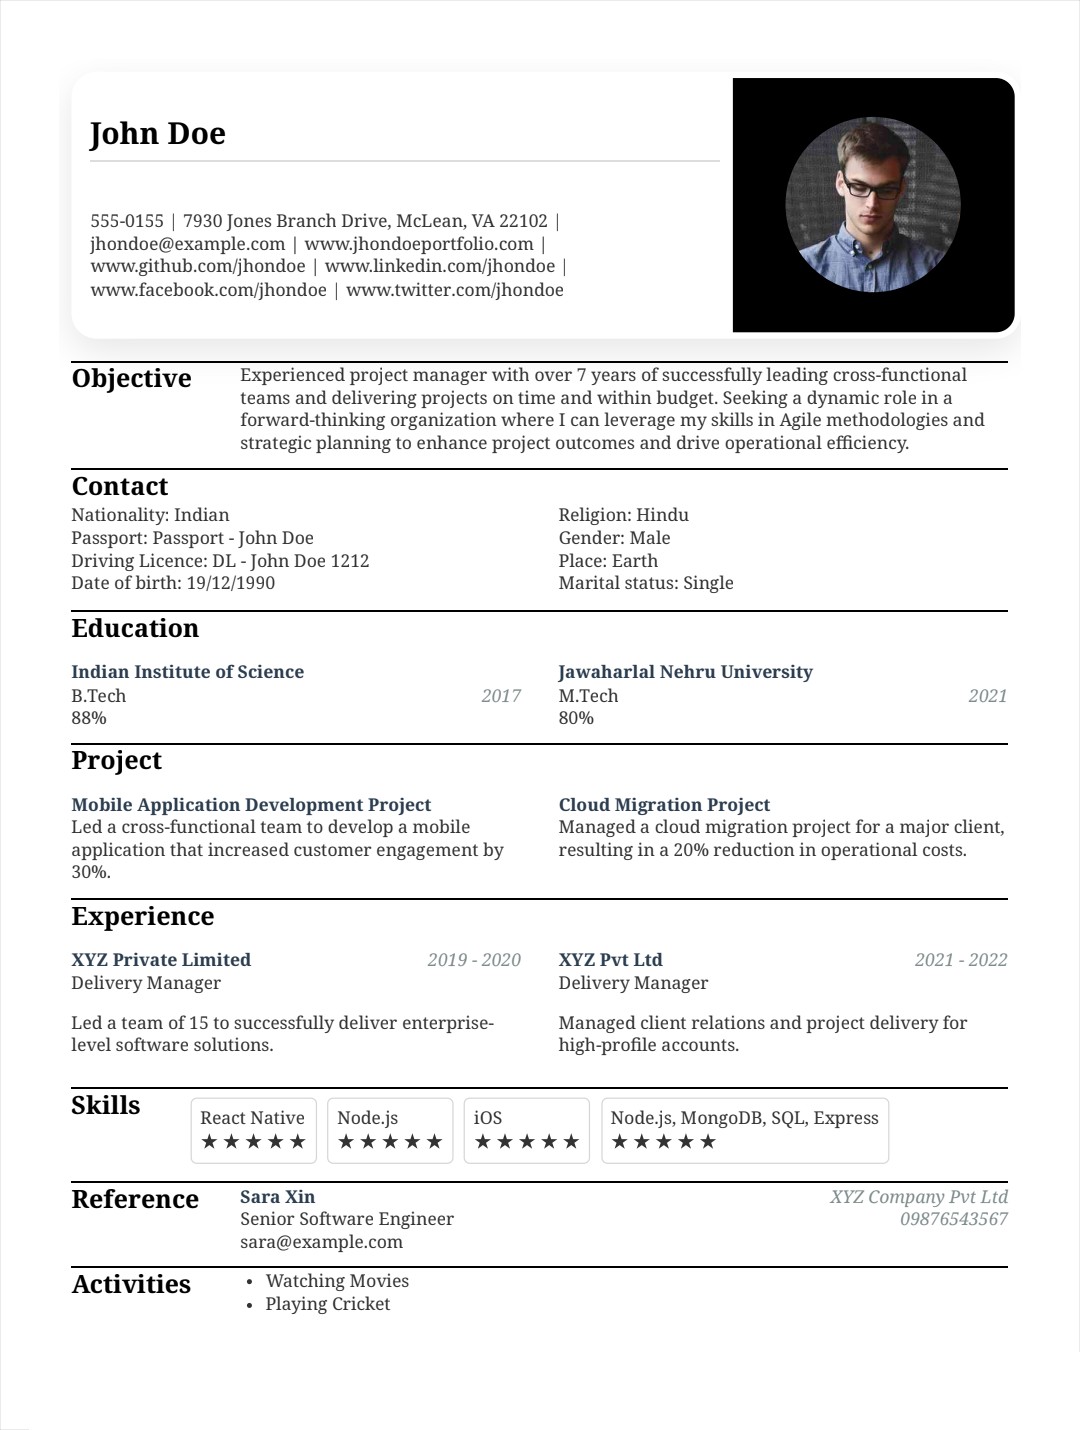 John Doe
555-0155 | 7930 Jones Branch Drive, McLean, VA 22102 |
jhondoe@example.com | www.jhondoeportfolio.com |
www.github.com/jhondoe | www.linkedin.com/jhondoe |
www.facebook.com/jhondoe | www.twitter.com/jhondoe
Objective
Experienced project manager with over 7 years of successfully leading cross-functional
teams and delivering projects on time and within budget. Seeking a dynamic role in a
forward-thinking organization where I can leverage my skills in Agile methodologies and
strategic planning to enhance project outcomes and drive operational efficiency.
Contact
Nationality: Indian
Passport: Passport - John Doe
Driving Licence: DL - John Doe 1212
Date of birth: 19/12/1990
Religion: Hindu
Gender: Male
Place: Earth
Marital status: Single
Education
Indian Institute of Science
B.Tech 2017
88%
Jawaharlal Nehru University
M.Tech 2021
80%
Project
Mobile Application Development Project
Led a cross-functional team to develop a mobile
application that increased customer engagement by
30%.
Cloud Migration Project
Managed a cloud migration project for a major client,
resulting in a 20% reduction in operational costs.
Experience
XYZ Private Limited 2019 - 2020
Delivery Manager
Led a team of 15 to successfully deliver enterprise-
level software solutions.
XYZ Pvt Ltd 2021 - 2022
Delivery Manager
Managed client relations and project delivery for
high-profile accounts.
Skills
React Native
★★★★★
Node.js
★★★★★
iOS
★★★★★
Node.js, MongoDB, SQL, Express
★★★★★
Reference
Sara Xin
Senior Software Engineer
sara@example.com
XYZ Company Pvt Ltd
09876543567
Activities
• Watching Movies
• Playing Cricket